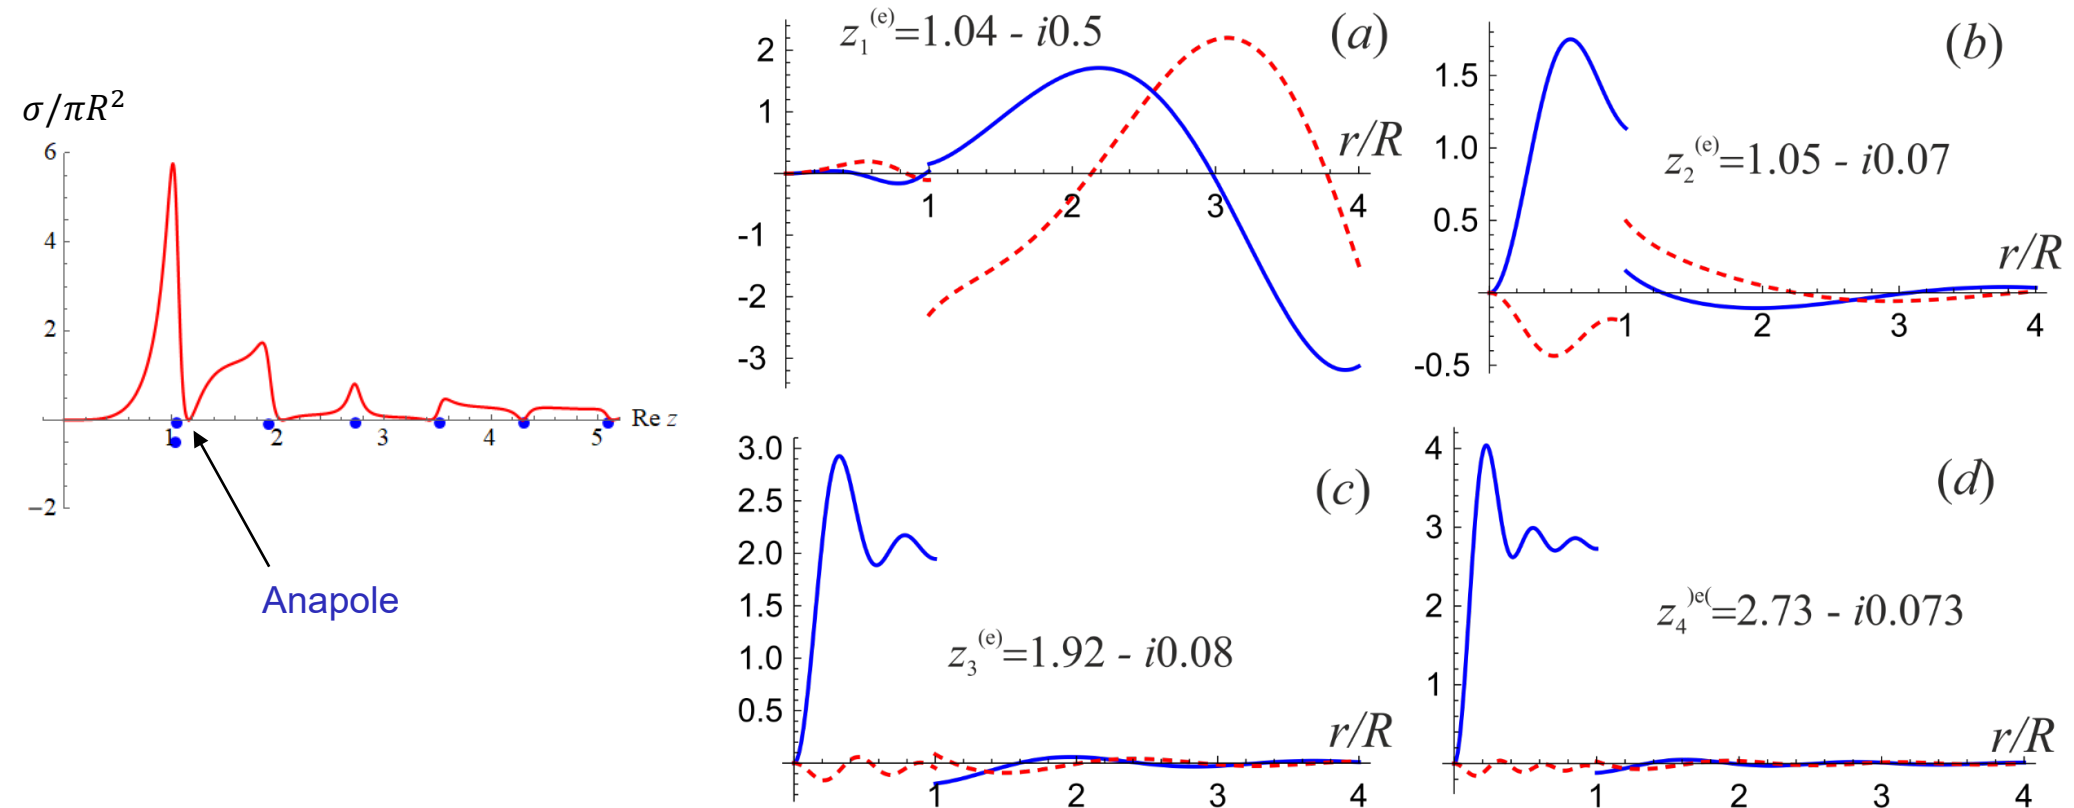 σ/πR²
6
4
2
−2
1
2
3
4
5
Re z
Anapole
z₁⁽ᵉ⁾=1.04 - i0.5
(a)
2
1
-1
-2
-3
r/R
1
2
3
4
(b)
1.5
1.0
0.5
-0.5
z₂⁽ᵉ⁾=1.05 - i0.07
r/R
1
2
3
4
(c)
3.0
2.5
2.0
1.5
1.0
0.5
z₃⁽ᵉ⁾=1.92 - i0.08
r/R
1
2
3
4
(d)
4
3
2
1
z₄⁾ᵉ⁽=2.73 - i0.073
r/R
1
2
3
4